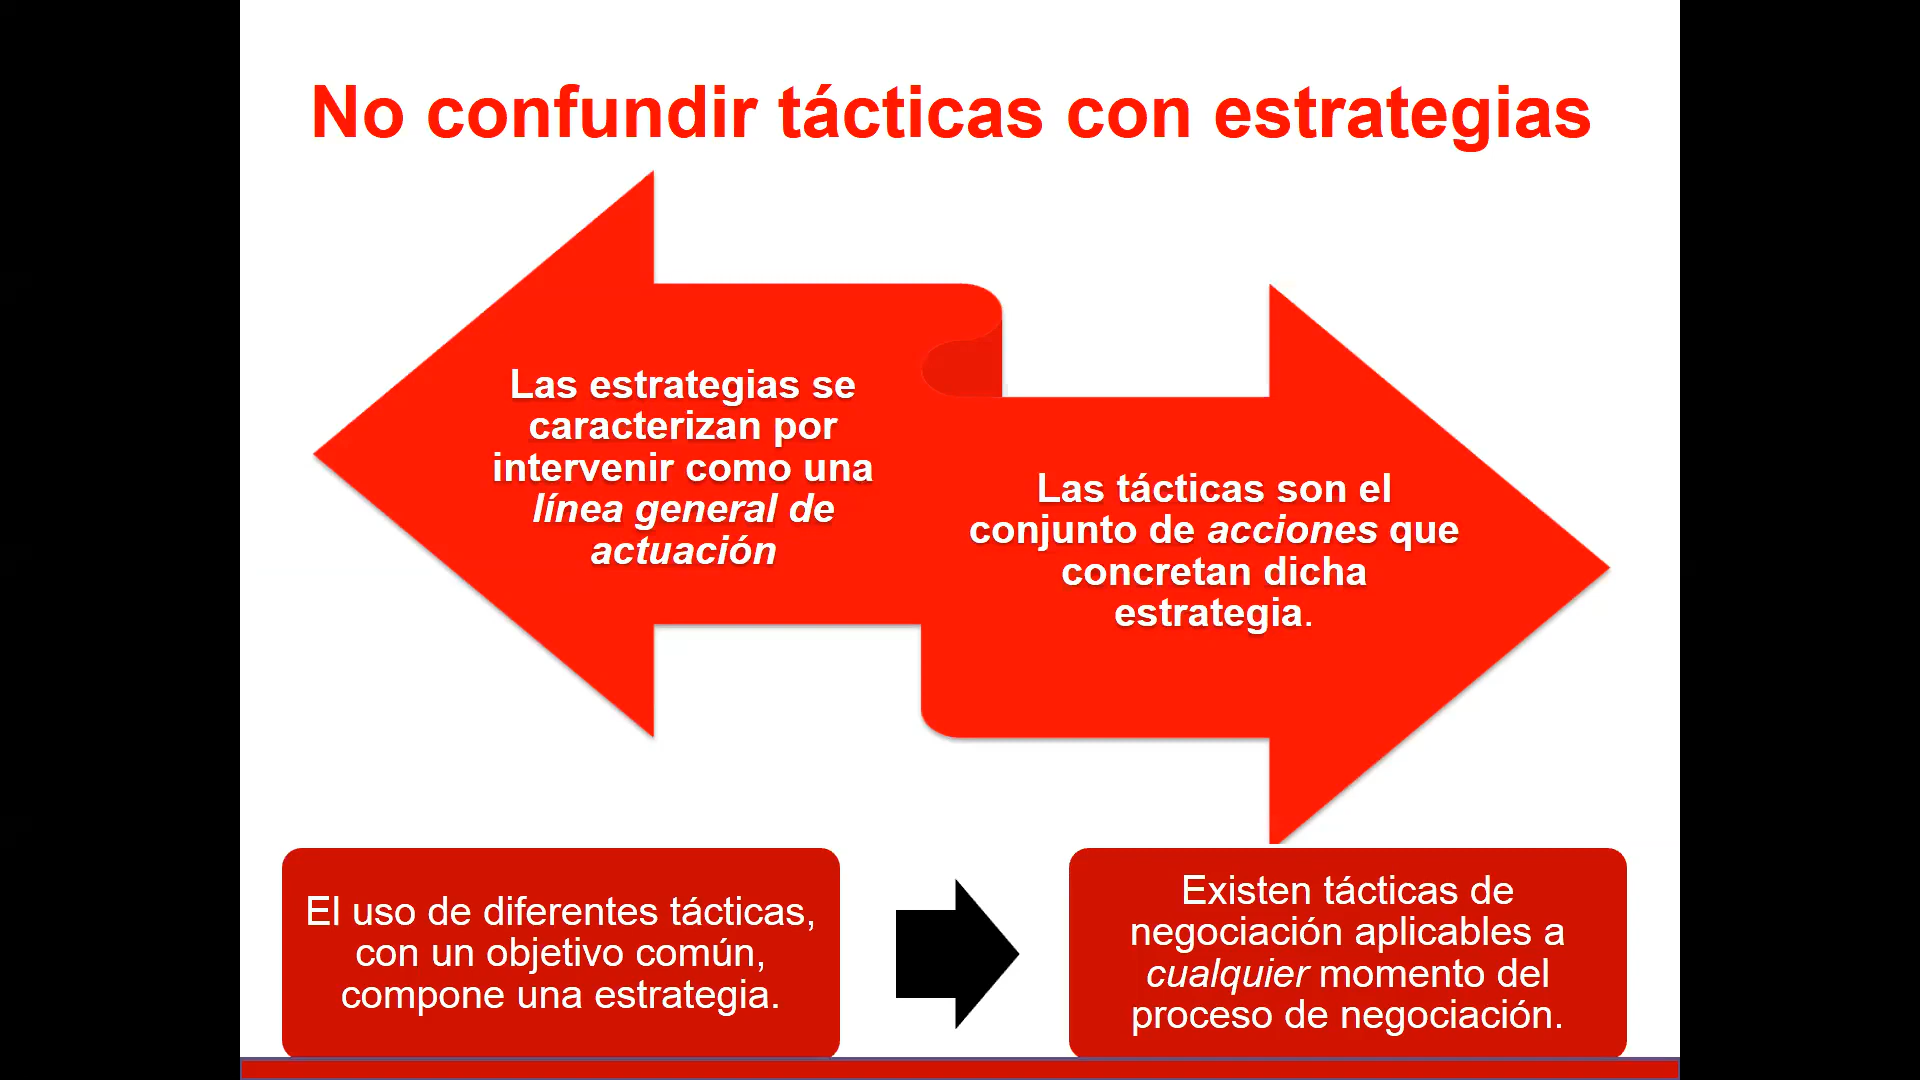 No confundir tácticas con estrategias
Las estrategias se
caracterizan por
intervenir como una
línea general de
actuación
Las tácticas son el
conjunto de acciones que
concretan dicha
estrategia.
El uso de diferentes tácticas,
con un objetivo común,
compone una estrategia.
Existen tácticas de
negociación aplicables a
cualquier momento del
proceso de negociación.